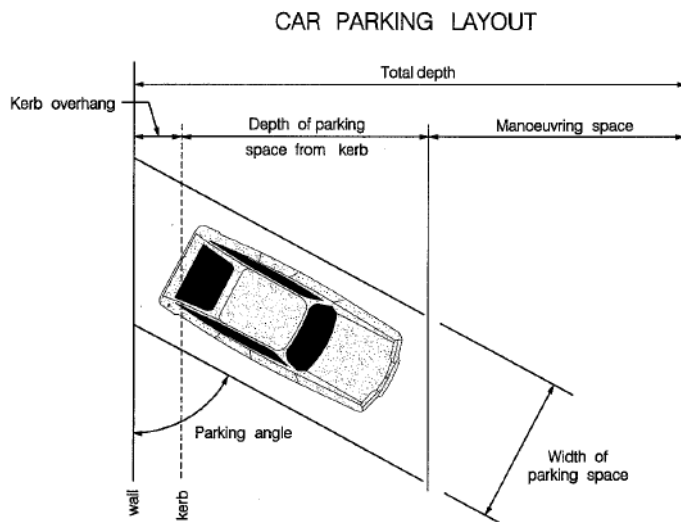 CAR PARKING LAYOUT
Total depth
Kerb overhang
Depth of parking
space from kerb
Manoeuvring space
Parking angle
Width of
parking space
wall
kerb